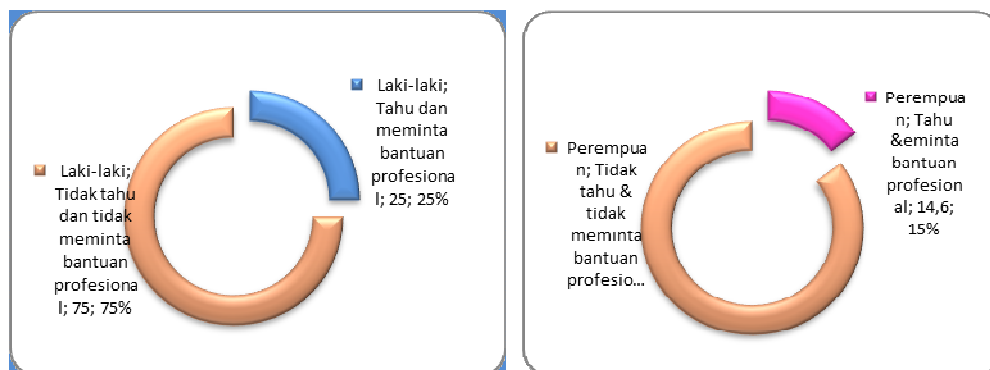 Laki-laki;
Tahu dan
meminta
bantuan
profesiona
l; 25; 25%
Laki-laki;
Tidak tahu
dan tidak
meminta
bantuan
profesiona
l; 75; 75%
Perempua
n; Tahu
&eminta
bantuan
profesion
al; 14,6;
15%
Perempua
n; Tidak
tahu &
tidak
meminta
bantuan
profesio...